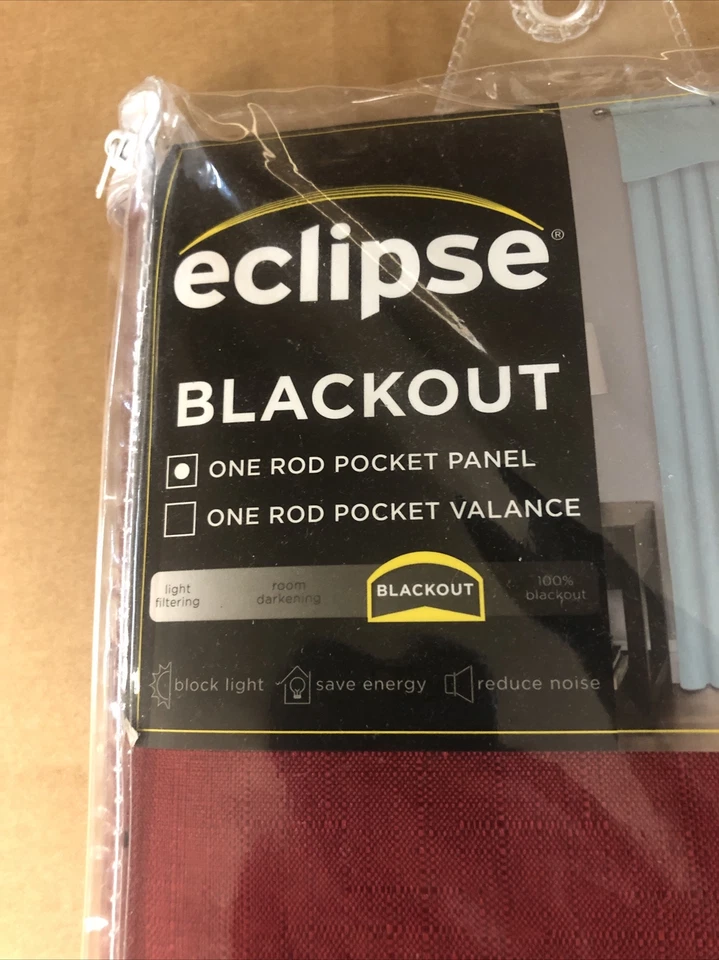 eclipse®
BLACKOUT
ONE ROD POCKET PANEL
ONE ROD POCKET VALANCE
light
filtering
room
darkening
BLACKOUT
100%
blackout
block light
save energy
reduce noise